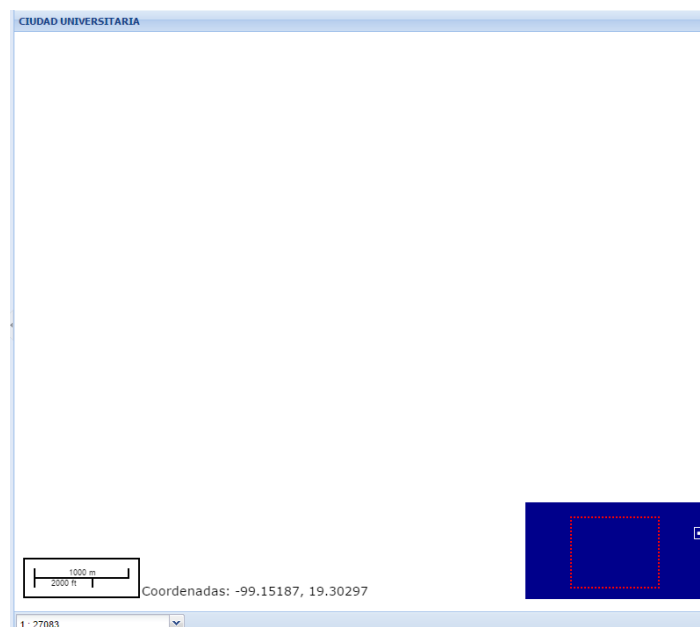 CIUDAD UNIVERSITARIA
1000 m
2000 ft
Coordenadas: -99.15187, 19.30297
1 : 27083